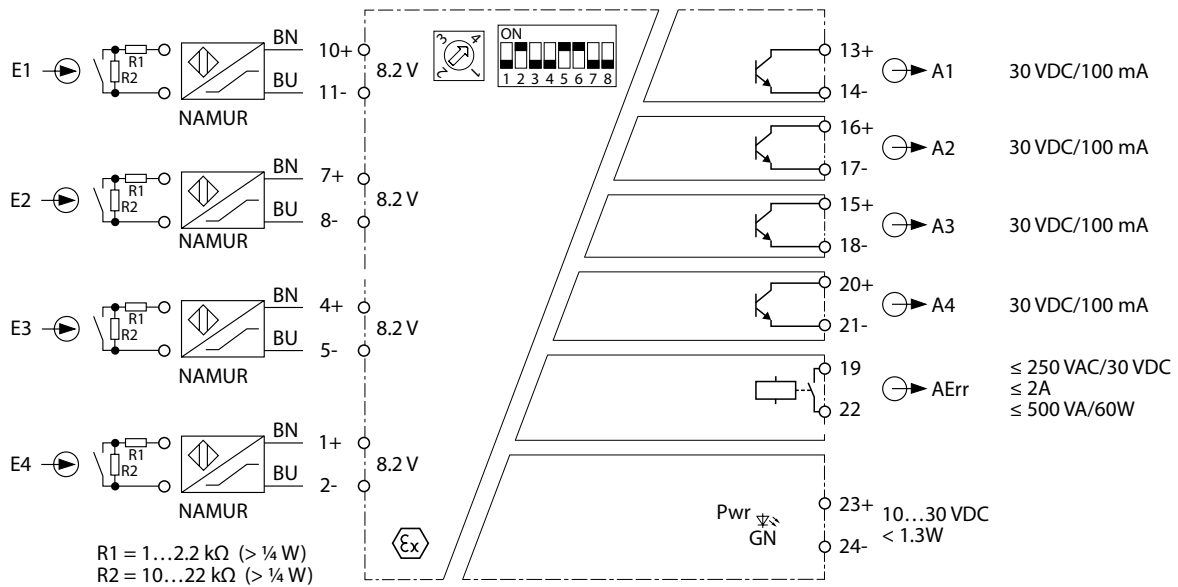 E1
R1
R2
NAMUR
BN
BU
10+
11-
8.2 V
E2
R1
R2
NAMUR
BN
BU
7+
8-
8.2 V
E3
R1
R2
NAMUR
BN
BU
4+
5-
8.2 V
E4
R1
R2
NAMUR
BN
BU
1+
2-
8.2 V
R1 = 1…2.2 kΩ (> ¼ W)
R2 = 10…22 kΩ (> ¼ W)
1 2 3 4
ON
1 2 3 4 5 6 7 8
εx
13+
14-
A1 30 VDC/100 mA
16+
17-
A2 30 VDC/100 mA
15+
18-
A3 30 VDC/100 mA
20+
21-
A4 30 VDC/100 mA
19
22
AErr
≤ 250 VAC/30 VDC
≤ 2A
≤ 500 VA/60W
Pwr
GN
23+
24-
10…30 VDC
< 1.3W